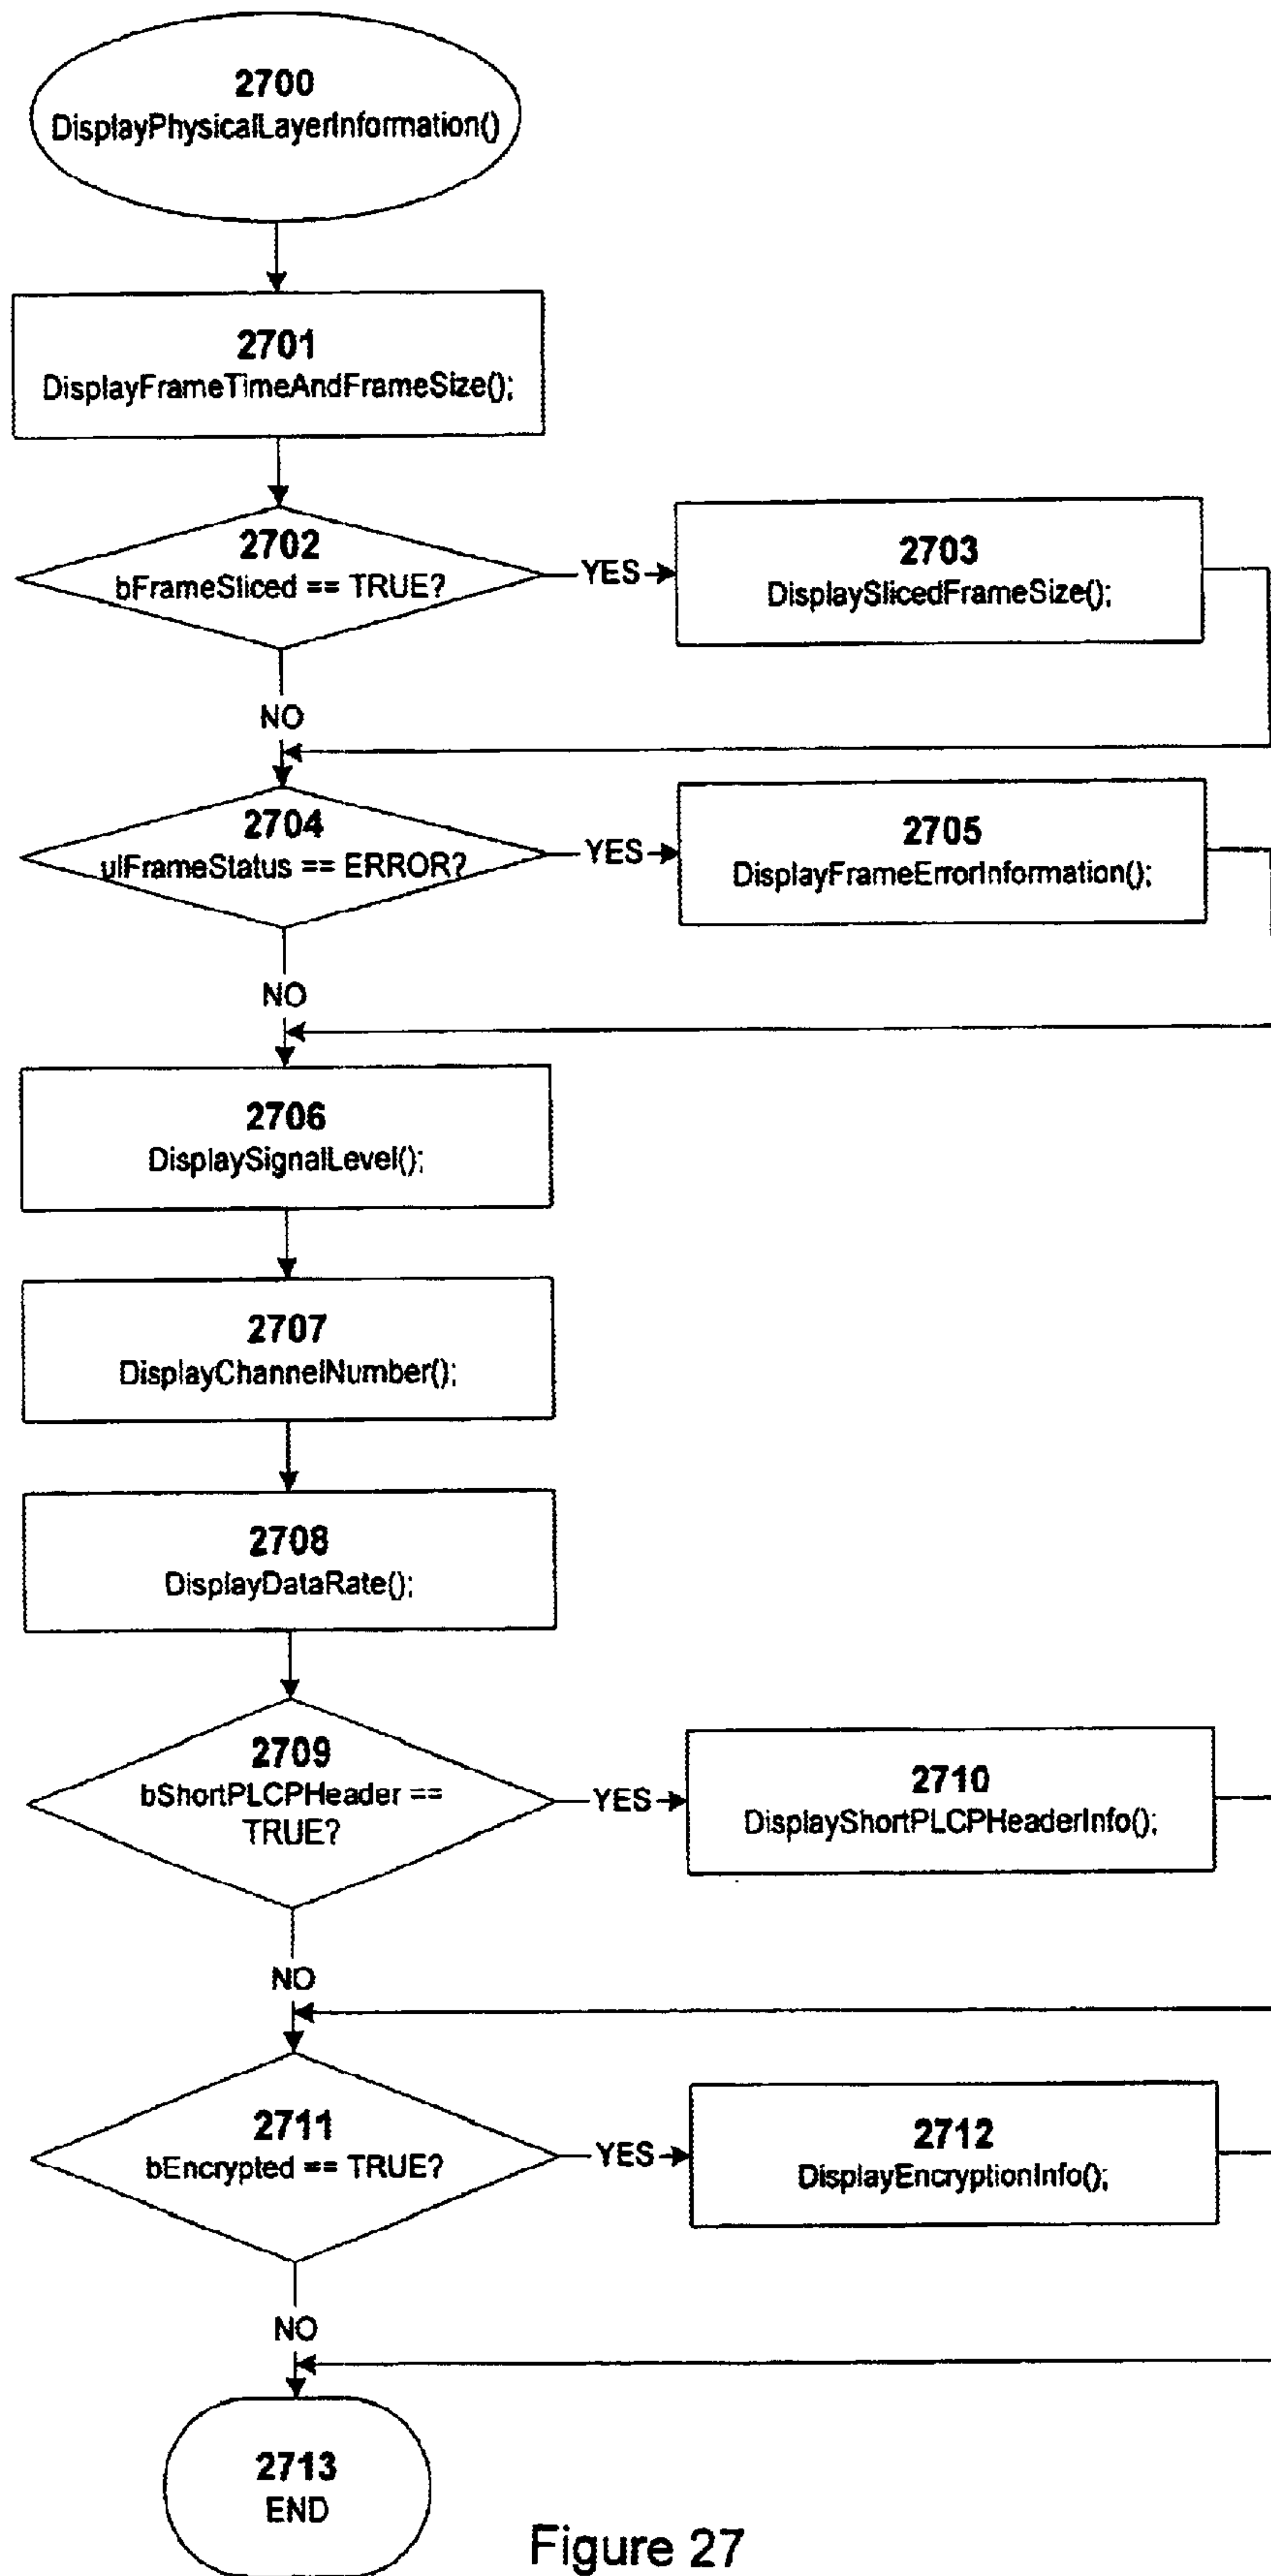 2700
DisplayPhysicalLayerInformation()
2701
DisplayFrameTimeAndFrameSize();
2702
bFrameSliced == TRUE?
YES
2703
DisplaySlicedFrameSize();
NO
2704
ulFrameStatus == ERROR?
YES
2705
DisplayFrameErrorInformation();
NO
2706
DisplaySignalLevel();
2707
DisplayChannelNumber();
2708
DisplayDataRate();
2709
bShortPLCPHeader ==
TRUE?
YES
2710
DisplayShortPLCPHeaderInfo();
NO
2711
bEncrypted == TRUE?
YES
2712
DisplayEncryptionInfo();
NO
2713
END
Figure 27